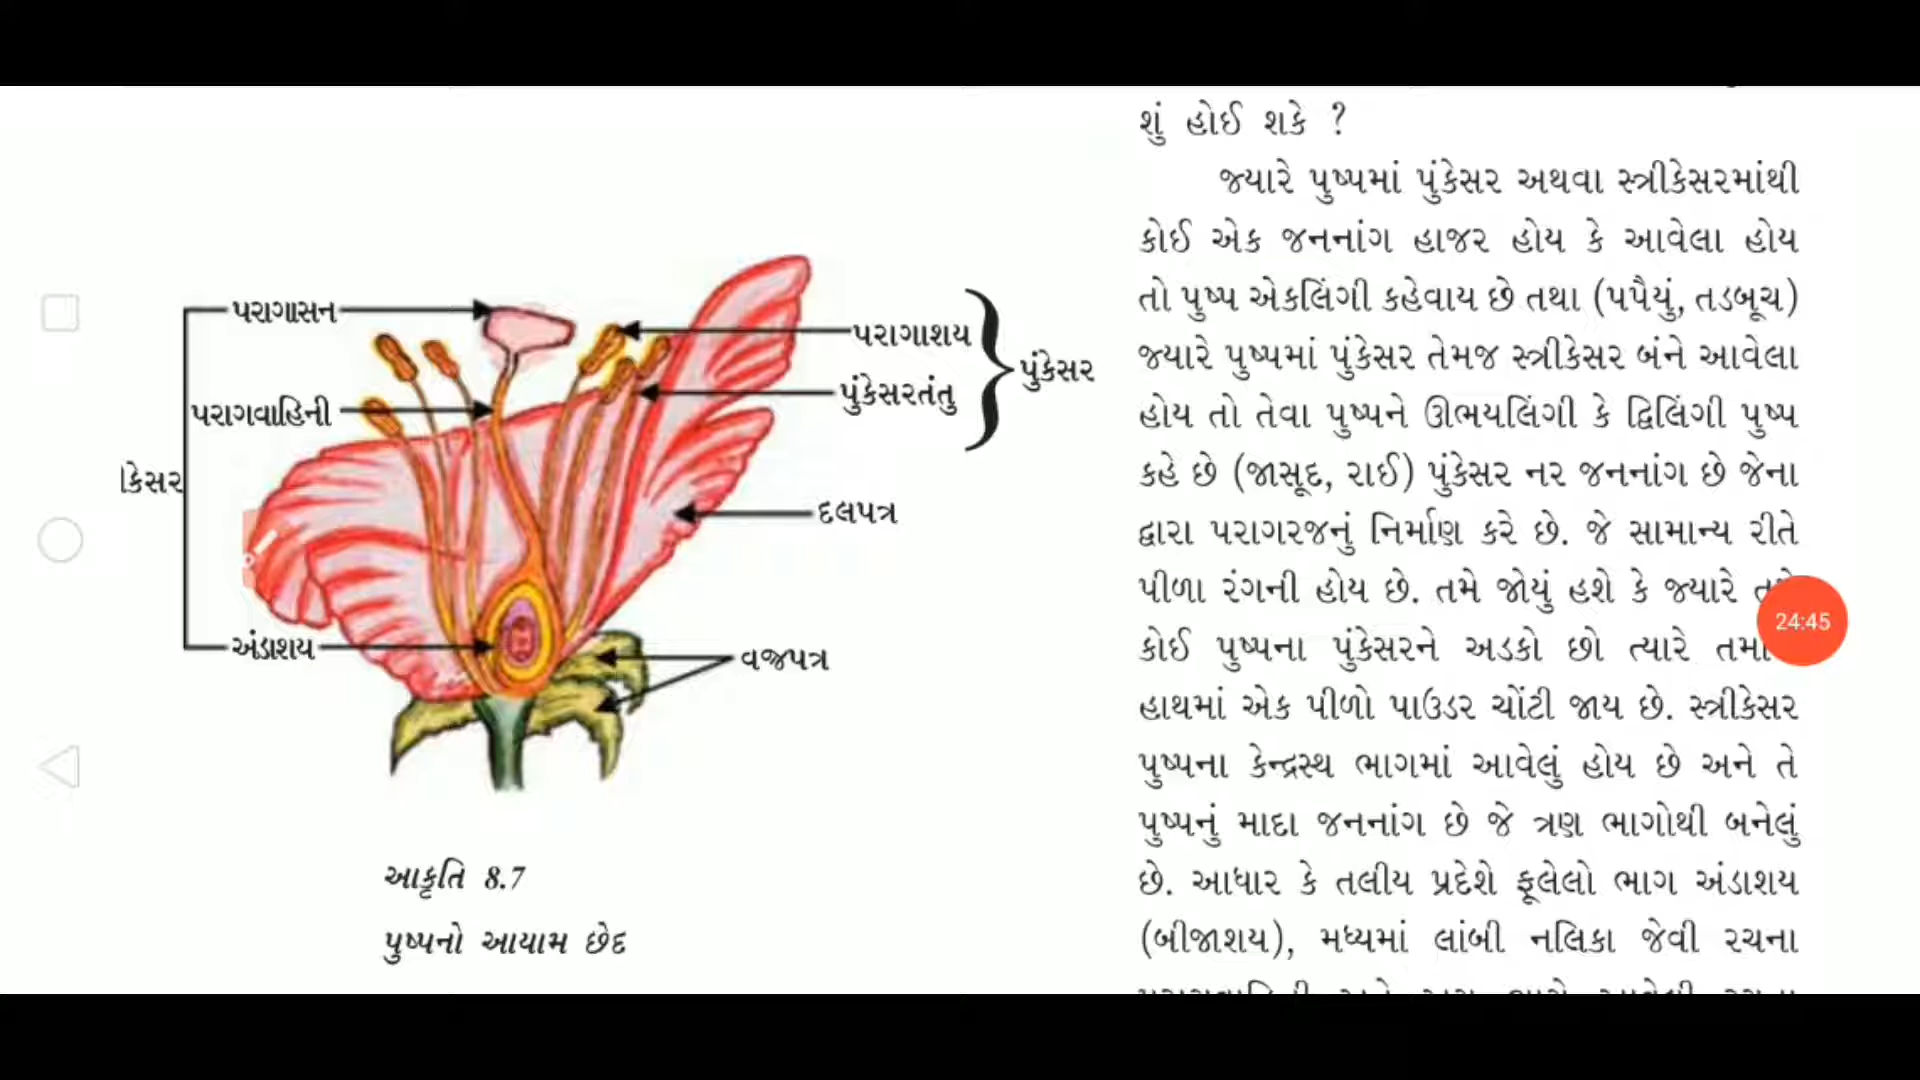 પરાગાસન
પરાગવાહિની
કેસર
અંડાશય
પરાગાશય
પુંકેસરતંતુ
પુંકેસર
દલપત્ર
વજપત્ર
આકૃતિ 8.7
પુષ્પનો આયામ છેદ
શું હોઈ શકે ?
જ્યારે પુષ્પમાં પુંકેસર અથવા સ્ત્રીકેસરમાંથી
કોઈ એક જનનાંગ હાજર હોય કે આવેલા હોય
તો પુષ્પ એકલિંગી કહેવાય છે તથા (પપૈયું, તડબૂચ)
જ્યારે પુષ્પમાં પુંકેસર તેમજ સ્ત્રીકેસર બંને આવેલા
હોય તો તેવા પુષ્પને ઊભયલિંગી કે દ્વિલિંગી પુષ્પ
કહે છે (જાસૂદ, રાઈ) પુંકેસર નર જનનાંગ છે જેના
દ્વારા પરાગરજનું નિર્માણ કરે છે. જે સામાન્ય રીતે
પીળા રંગની હોય છે. તમે જોયું હશે કે જ્યારે
કોઈ પુષ્પના પુંકેસરને અડકો છો ત્યારે
હાથમાં એક પીળો પાઉડર ચોંટી જાય છે. સ્ત્રીકેસર
પુષ્પના કેન્દ્રસ્થ ભાગમાં આવેલું હોય છે અને તે
પુષ્પનું માદા જનનાંગ છે જે ત્રણ ભાગોથી બનેલું
છે. આધાર કે તલીય પ્રદેશે ફૂલેલો ભાગ અંડાશય
(બીજાશય), મધ્યમાં લાંબી નલિકા જેવી રચના
24:45